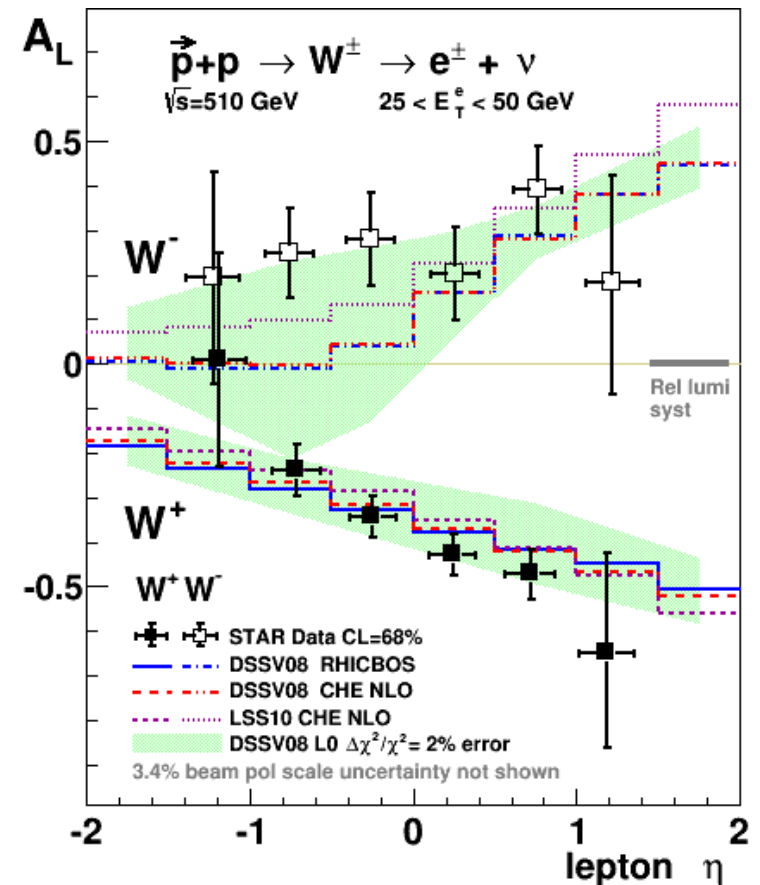 A_L
p⃗+p → W^± → e^± + ν
√s=510 GeV 25 < E_T^e < 50 GeV
0.5
W^-
0
Rel lumi
syst
W^+
-0.5
W^+ W^-
STAR Data CL=68%
DSSV08 RHICBOS
DSSV08 CHE NLO
LSS10 CHE NLO
DSSV08 L0 Δχ²/χ²= 2% error
3.4% beam pol scale uncertainty not shown
-2 -1 0 1 2
lepton η